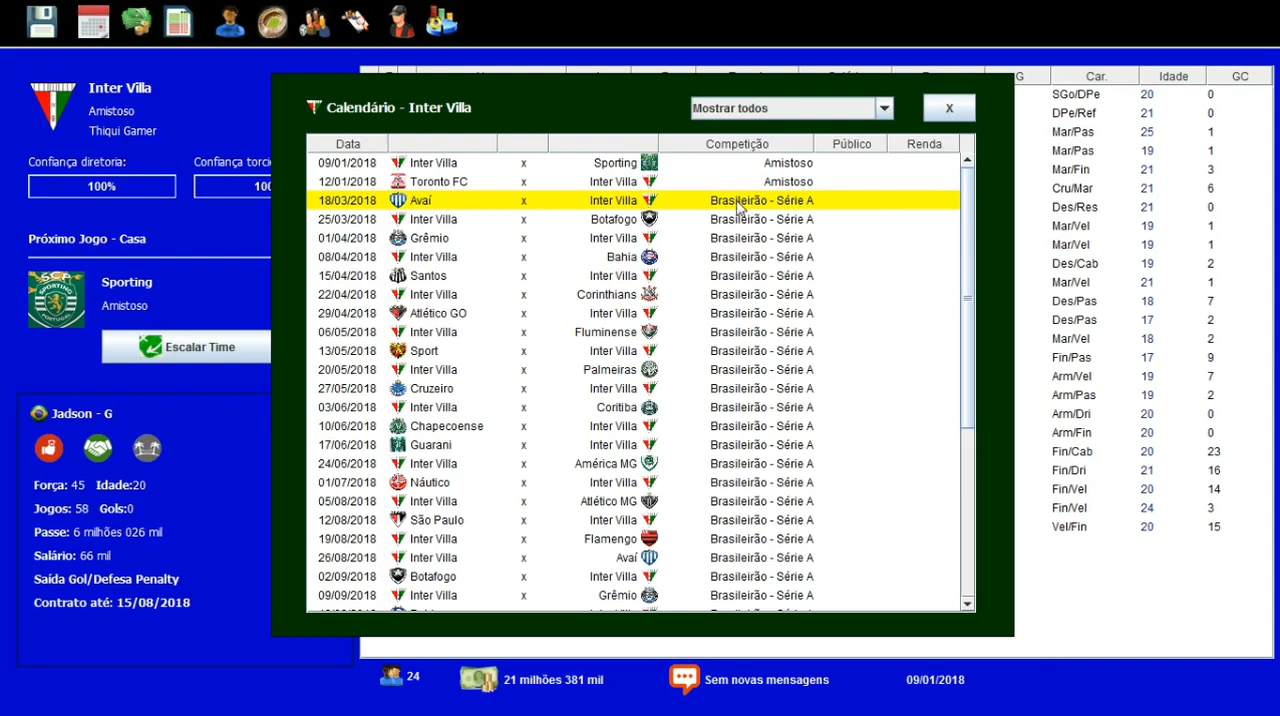 Inter Villa
Amistoso
Thiqui Gamer
Confiança diretoria:
Confiança torci
100%
100
Próximo Jogo - Casa
Sporting
Amistoso
Escalar Time
Jadson - G
Força: 45 Idade:20
Jogos: 58 Gols:0
Passe: 6 milhões 026 mil
Salário: 66 mil
Saída Gol/Defesa Penalty
Contrato até: 15/08/2018
Calendário - Inter Villa
Mostrar todos
X
Data Competição Público Renda
09/01/2018 Inter Villa x Sporting Amistoso
12/01/2018 Toronto FC x Inter Villa Amistoso
18/03/2018 Avaí x Inter Villa Brasileirão - Série A
25/03/2018 Inter Villa x Botafogo Brasileirão - Série A
01/04/2018 Grêmio x Inter Villa Brasileirão - Série A
08/04/2018 Inter Villa x Bahia Brasileirão - Série A
15/04/2018 Santos x Inter Villa Brasileirão - Série A
22/04/2018 Inter Villa x Corinthians Brasileirão - Série A
29/04/2018 Atlético GO x Inter Villa Brasileirão - Série A
06/05/2018 Inter Villa x Fluminense Brasileirão - Série A
13/05/2018 Sport x Inter Villa Brasileirão - Série A
20/05/2018 Inter Villa x Palmeiras Brasileirão - Série A
27/05/2018 Cruzeiro x Inter Villa Brasileirão - Série A
03/06/2018 Inter Villa x Coritiba Brasileirão - Série A
10/06/2018 Chapecoense x Inter Villa Brasileirão - Série A
17/06/2018 Guarani x Inter Villa Brasileirão - Série A
24/06/2018 Inter Villa x América MG Brasileirão - Série A
01/07/2018 Náutico x Inter Villa Brasileirão - Série A
05/08/2018 Inter Villa x Atlético MG Brasileirão - Série A
12/08/2018 São Paulo x Inter Villa Brasileirão - Série A
19/08/2018 Inter Villa x Flamengo Brasileirão - Série A
26/08/2018 Inter Villa x Avaí Brasileirão - Série A
02/09/2018 Botafogo x Inter Villa Brasileirão - Série A
09/09/2018 Inter Villa x Grêmio Brasileirão - Série A
G Car. Idade GC
SGo/DPe 20 0
DPe/Ref 21 0
Mar/Pas 25 1
Mar/Pas 19 1
Mar/Fin 21 3
Cru/Mar 21 6
Des/Res 21 0
Mar/Vel 19 1
Mar/Vel 19 1
Des/Cab 19 2
Mar/Vel 21 1
Des/Pas 18 7
Des/Pas 17 2
Mar/Vel 18 2
Fin/Pas 17 9
Arm/Vel 19 7
Arm/Pas 19 2
Arm/Dri 20 0
Arm/Fin 20 0
Fin/Cab 20 23
Fin/Dri 21 16
Fin/Vel 20 14
Fin/Vel 24 3
Vel/Fin 20 15
24
21 milhões 381 mil
Sem novas mensagens
09/01/2018